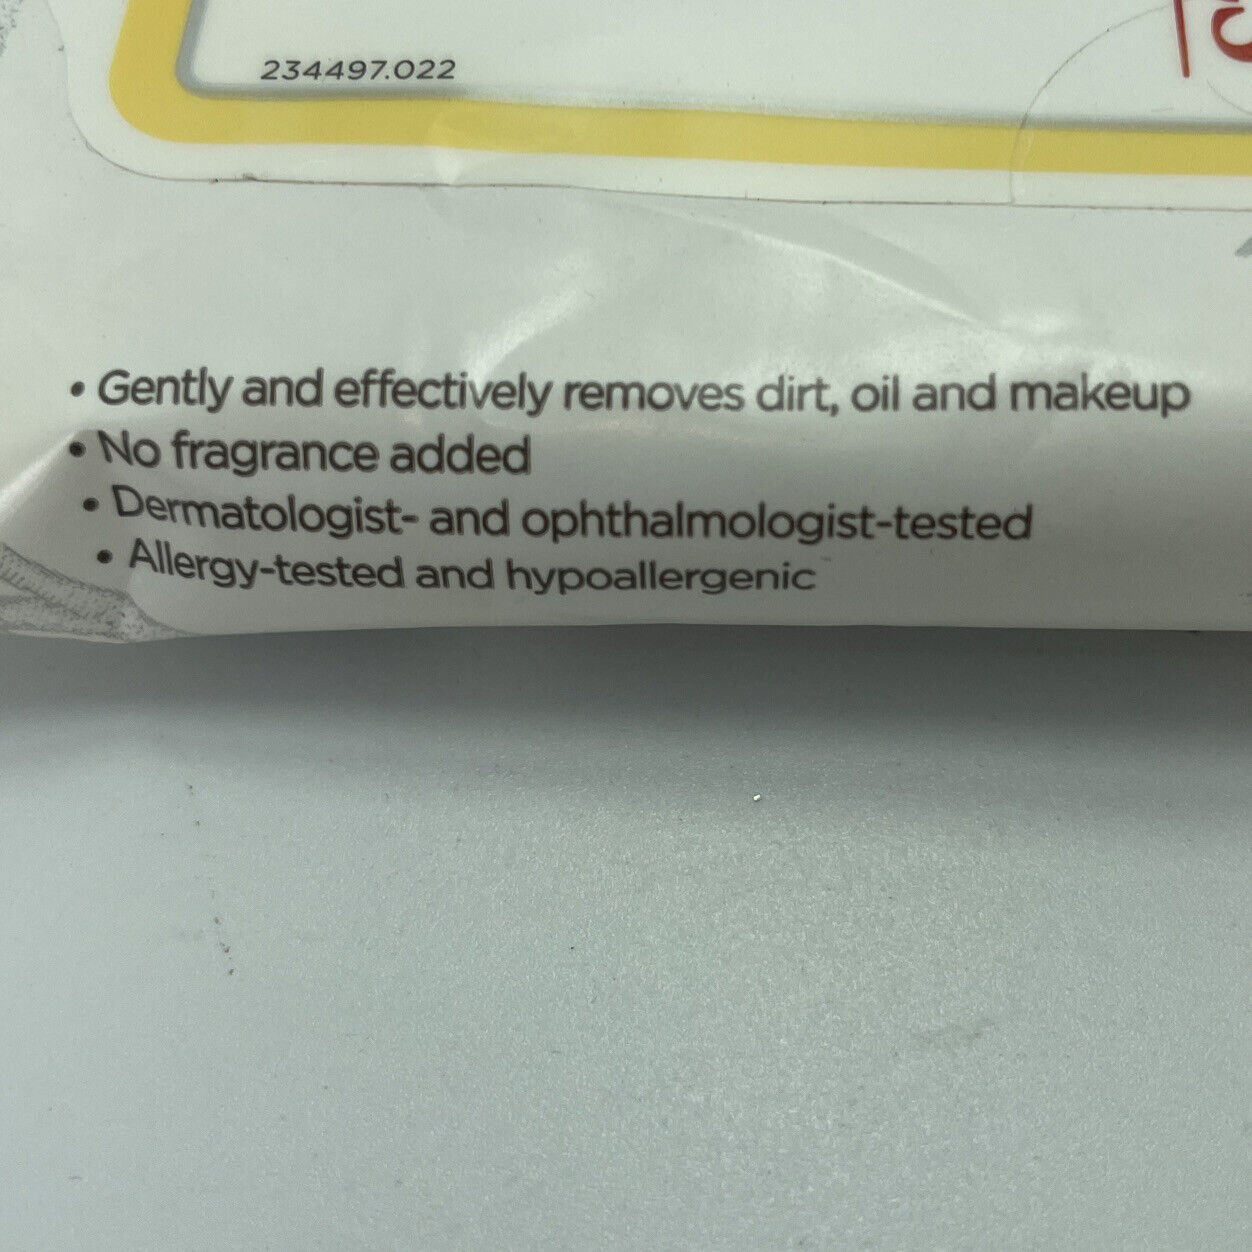 234497.022
• Gently and effectively removes dirt, oil and makeup
• No fragrance added
• Dermatologist- and ophthalmologist-tested
• Allergy-tested and hypoallergenic